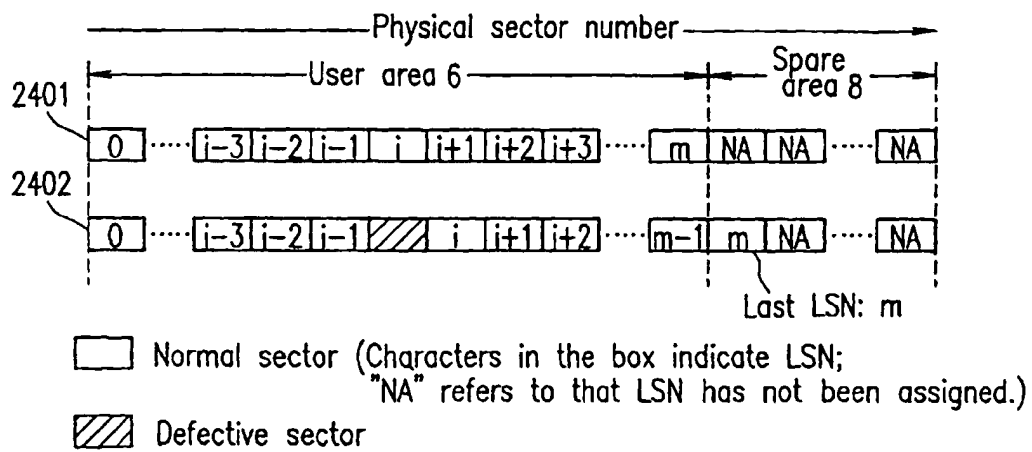 Physical sector number
User area 6
Spare
area 8
2401
0 ····· i-3 i-2 i-1 i i+1 i+2 i+3 ····· m NA NA ····· NA
2402
0 ····· i-3 i-2 i-1 i i+1 i+2 ····· m-1 m NA ····· NA
Last LSN: m
Normal sector (Characters in the box indicate LSN;
"NA" refers to that LSN has not been assigned.)
Defective sector